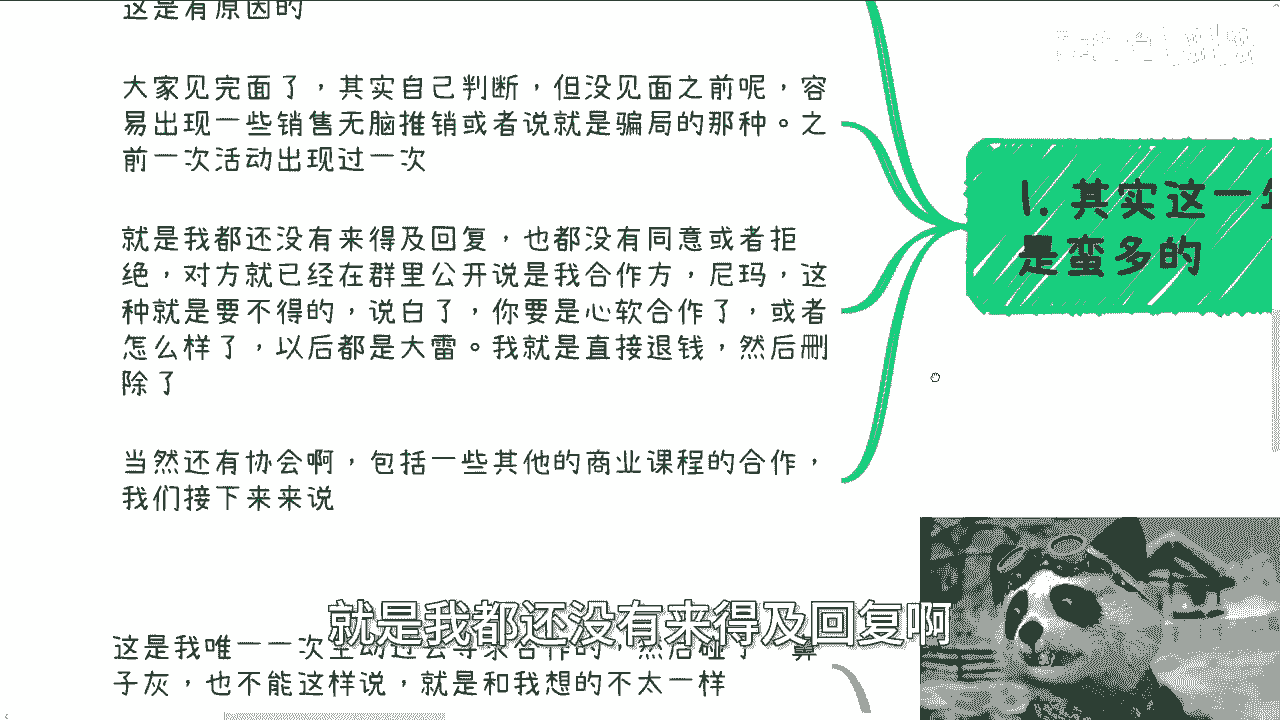 这是有原因的
大家见完面了，其实自己判断，但没见面之前呢，容
易出现一些销售无脑推销或者说就是骗局的那种。之
前一次活动出现过一次
就是我都还没有来得及回复，也都没有同意或者拒
绝，对方就已经在群里公开说是我合作方，尼玛，这
种就是要不得的，说白了，你要是心软合作了，或者
怎么样了，以后都是大雷。我就是直接退钱，然后删
除了
当然还有协会啊，包括一些其他的商业课程的合作，
我们接下来来说
1. 其实这一年
是蛮多的
这是我唯一一次主动过去寻求合作的，然后碰了一鼻
子灰，也不能这样说，就是和我想的不太一样
就是我都还没有来得及回复啊